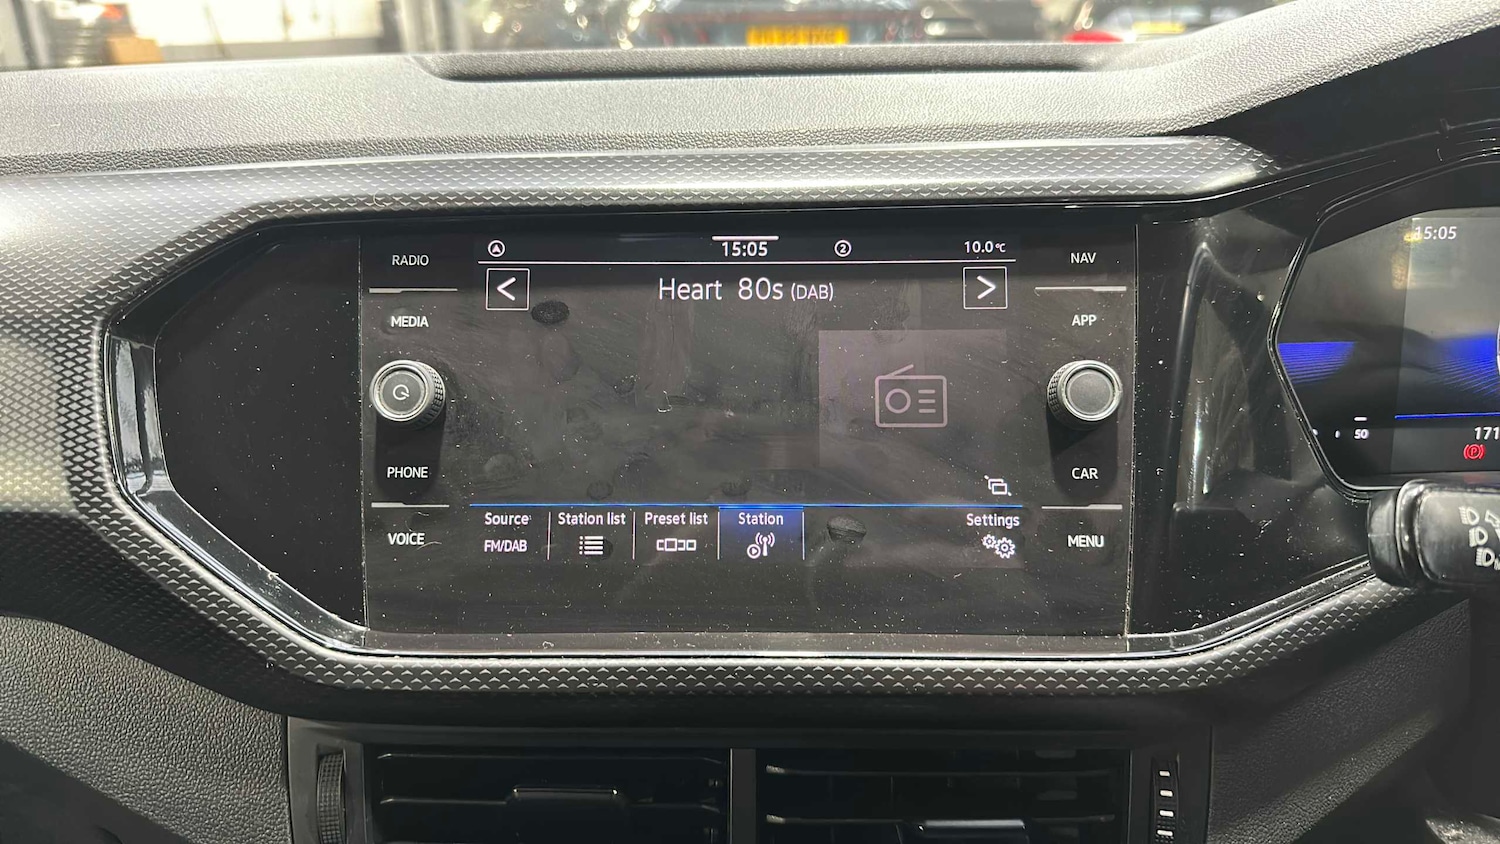 RADIO
MEDIA
PHONE
VOICE
15:05
2
10.0°C
<
Heart 80s (DAB)
>
Source
FM/DAB
Station list
Preset list
Station
Settings
NAV
APP
CAR
MENU
15:05
50
171
(P)